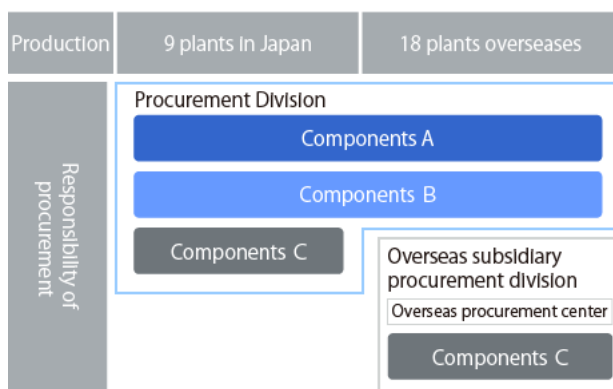 Production
9 plants in Japan
18 plants overseases
Responsibility of
procurement
Procurement Division
Components A
Components B
Components C
Overseas subsidiary
procurement division
Overseas procurement center
Components C